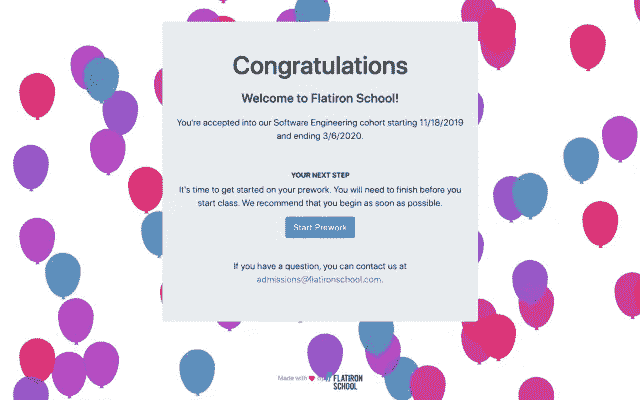 Congratulations
Welcome to Flatiron School!
You're accepted into our Software Engineering cohort starting 11/18/2019
and ending 3/6/2020.
YOUR NEXT STEP
It's time to get started on your prework. You will need to finish before you
start class. We recommend that you begin as soon as possible.
Start Prework
If you have a question, you can contact us at
admissions@flatironschool.com.
Made with by FLATIRON
SCHOOL